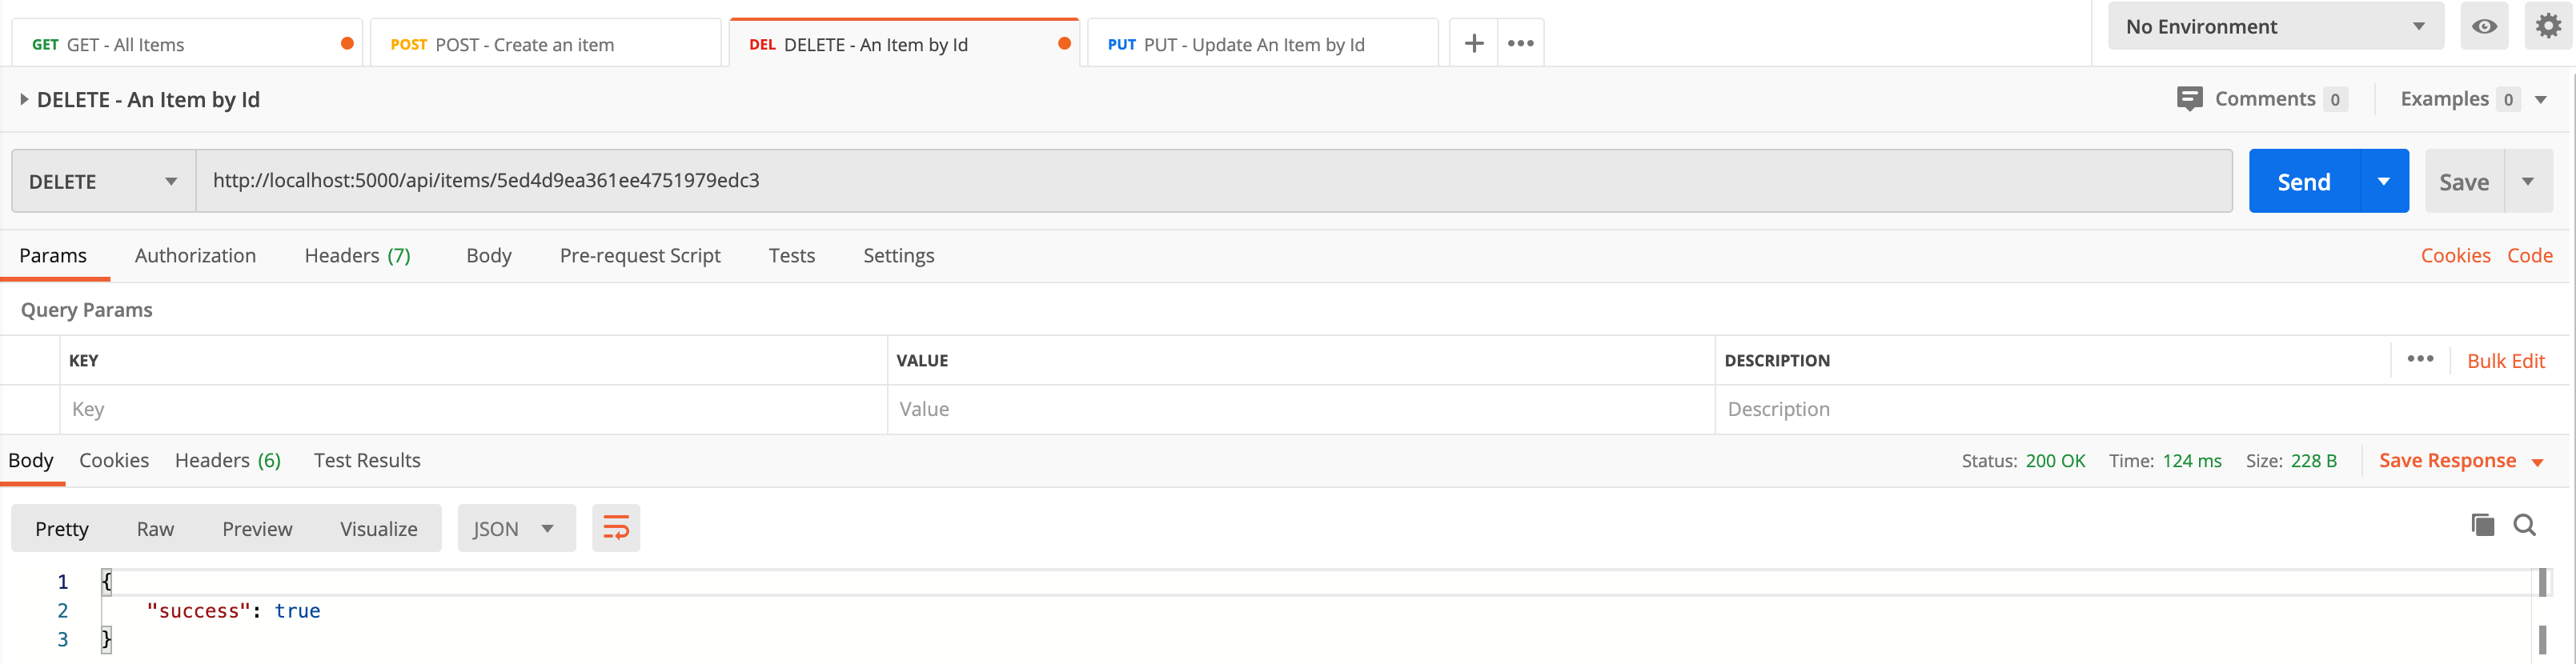 GET GET - All Items POST POST - Create an item DEL DELETE - An Item by Id PUT PUT - Update An Item by Id No Environment
DELETE - An Item by Id Comments 0 Examples 0
DELETE http://localhost:5000/api/items/5ed4d9ea361ee4751979edc3 Send Save
Params Authorization Headers (7) Body Pre-request Script Tests Settings Cookies Code
Query Params
KEY VALUE DESCRIPTION Bulk Edit
Key Value Description
Body Cookies Headers (6) Test Results Status: 200 OK Time: 124 ms Size: 228 B Save Response
Pretty Raw Preview Visualize JSON
1 {
2 "success": true
3 }